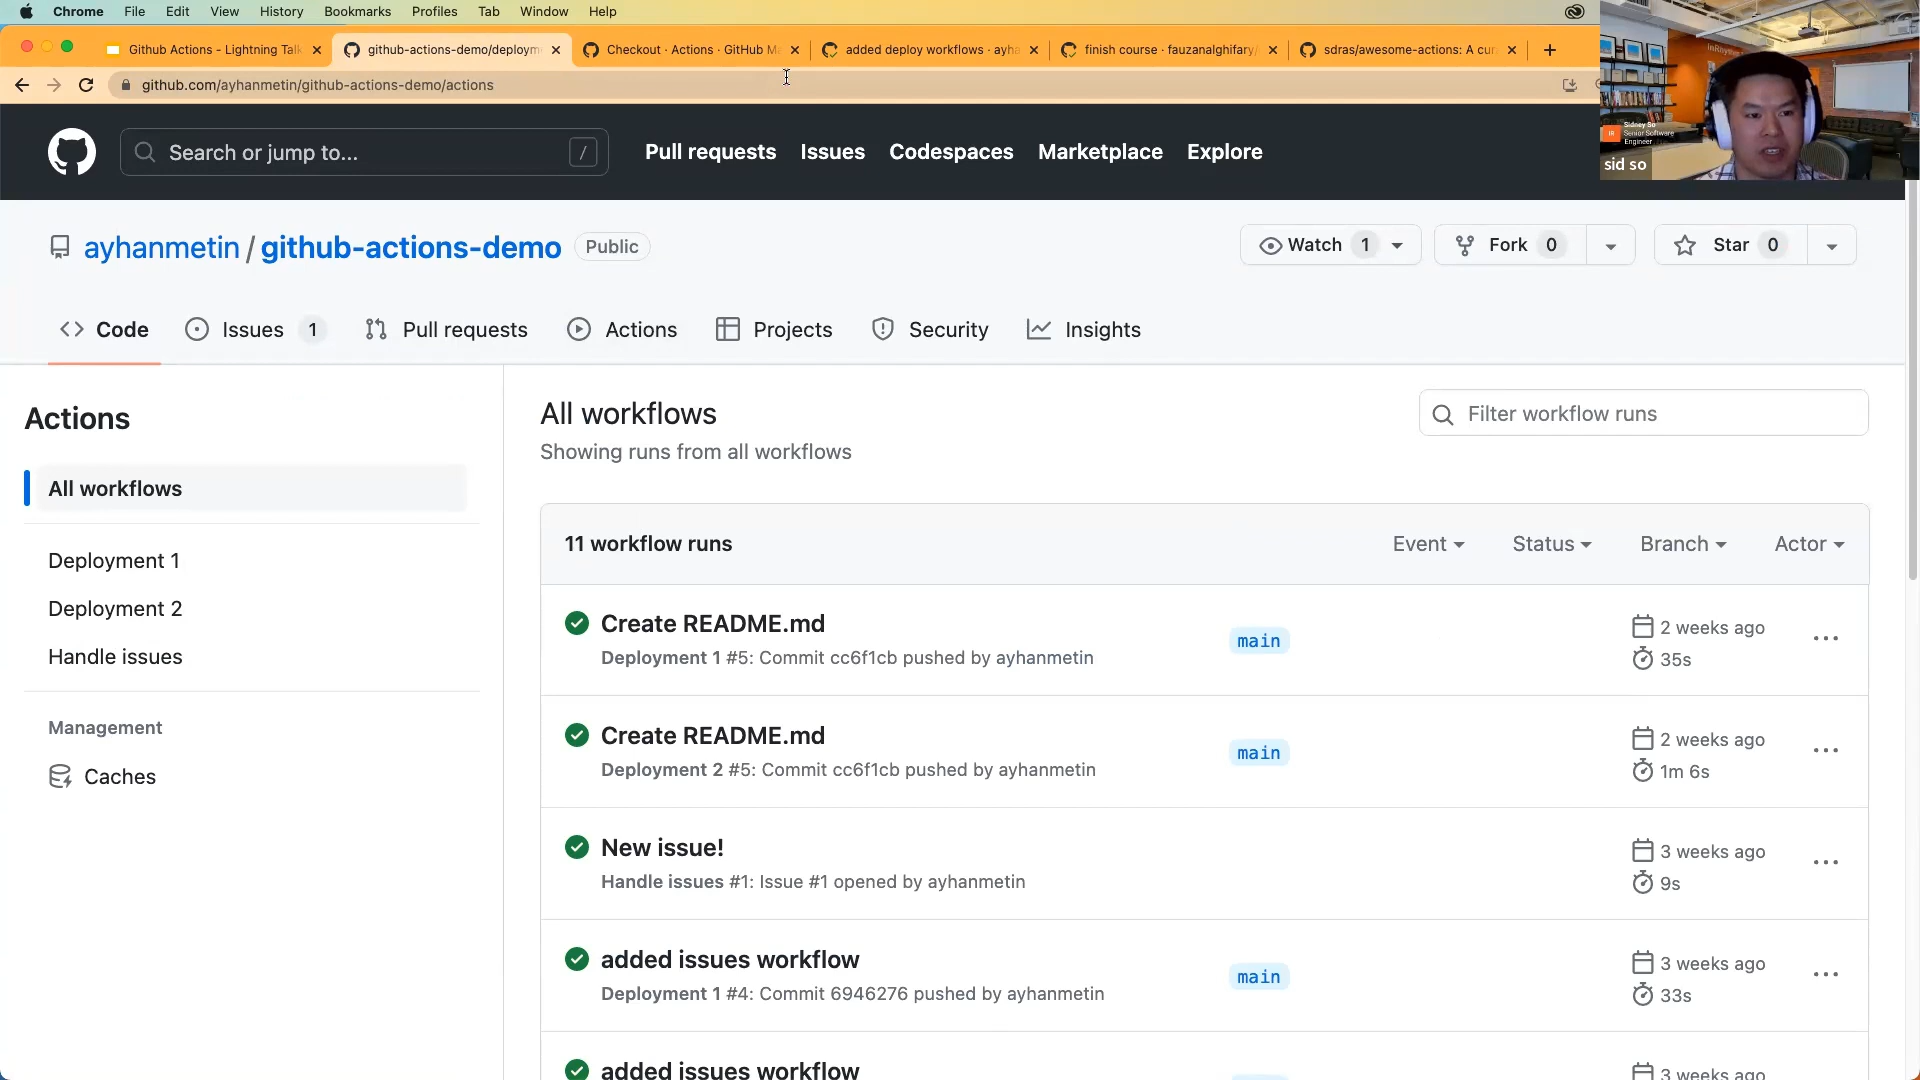 Chrome File Edit View History Bookmarks Profiles Tab Window Help
Github Actions - Lightning Talk
github-actions-demo/deploym
Checkout · Actions · GitHub Ma
added deploy workflows · ayha
finish course · fauzanalghifary/
sdras/awesome-actions: A cur
github.com/ayhanmetin/github-actions-demo/actions
inRhythm
Sidney So
Senior Software
Engineer
sid so
Search or jump to... /
Pull requests Issues Codespaces Marketplace Explore
ayhanmetin / github-actions-demo Public
Watch 1 Fork 0 Star 0
Code Issues 1 Pull requests Actions Projects Security Insights
Actions
All workflows
Deployment 1
Deployment 2
Handle issues
Management
Caches
All workflows
Showing runs from all workflows
Filter workflow runs
11 workflow runs Event Status Branch Actor
Create README.md
Deployment 1 #5: Commit cc6f1cb pushed by ayhanmetin
main
2 weeks ago
35s
Create README.md
Deployment 2 #5: Commit cc6f1cb pushed by ayhanmetin
main
2 weeks ago
1m 6s
New issue!
Handle issues #1: Issue #1 opened by ayhanmetin
3 weeks ago
9s
added issues workflow
Deployment 1 #4: Commit 6946276 pushed by ayhanmetin
main
3 weeks ago
33s
added issues workflow
3 weeks ago